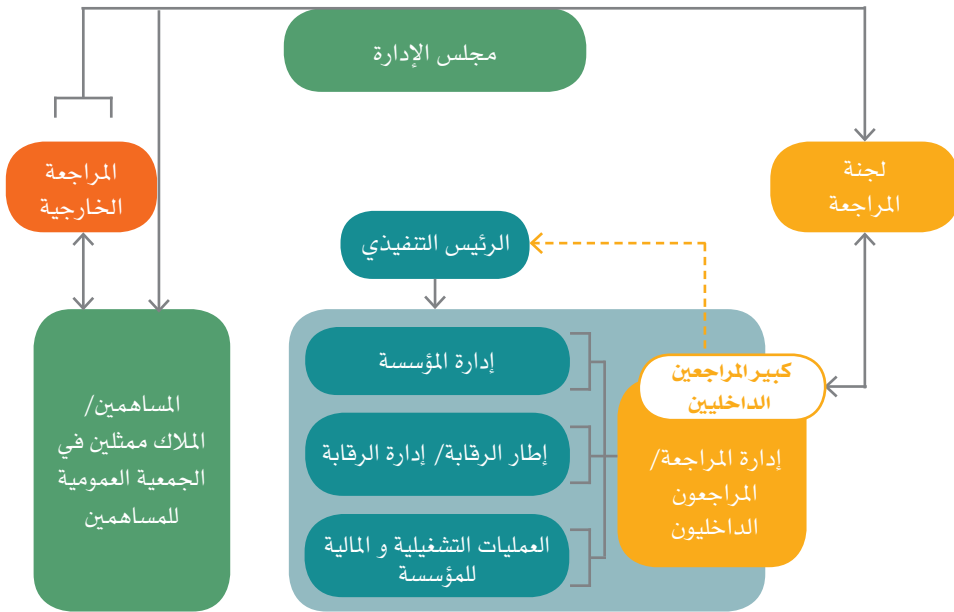 مجلس الإدارة
لجنة
المراجعة
المراجعة
الخارجية
الرئيس التنفيذي
كبير المراجعين
الداخليين
إدارة المراجعة/
المراجعون
الداخليون
إدارة المؤسسة
إطار الرقابة/ إدارة الرقابة
العمليات التشغيلية و المالية
للمؤسسة
المساهمين/
الملاك ممثلين في
الجمعية العمومية
للمساهمين